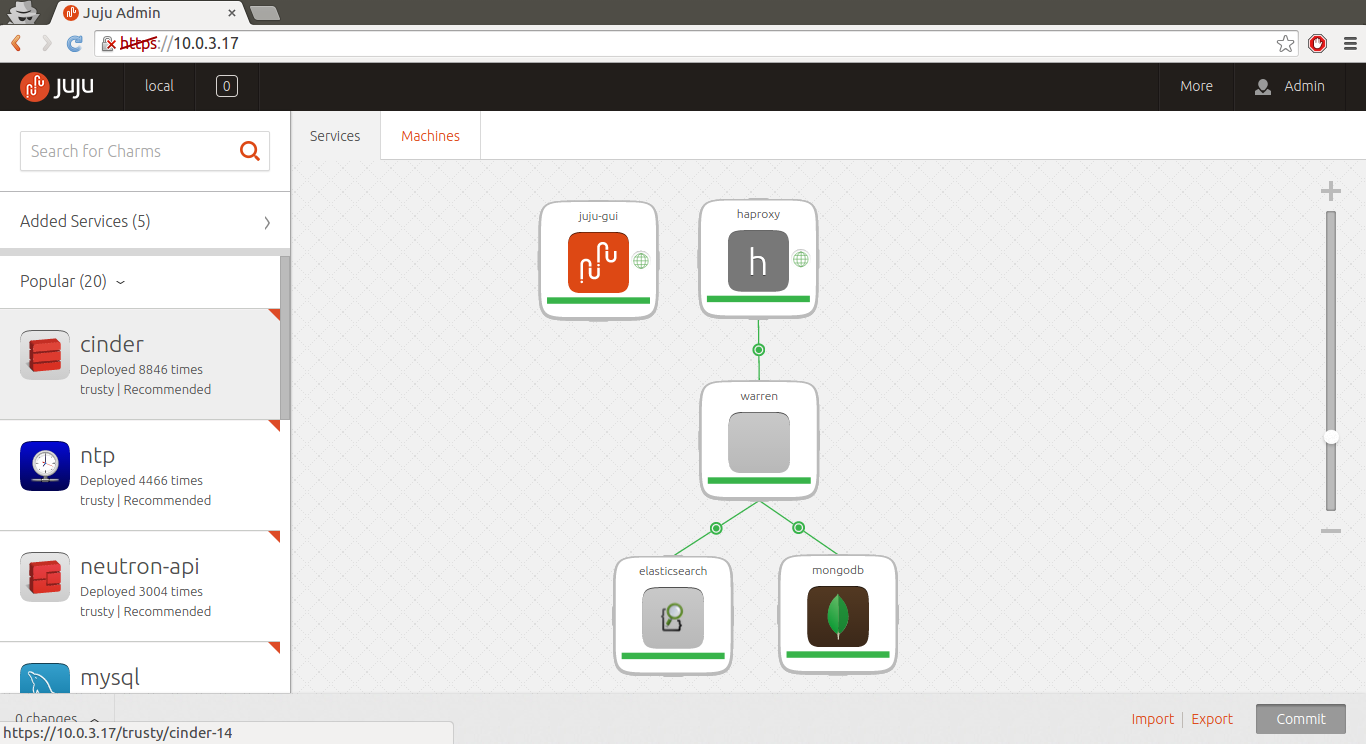 Juju Admin
https://10.0.3.17
juju
local
0
More
Admin
Search for Charms
Services
Machines
Added Services (5)
Popular (20)
cinder
Deployed 8846 times
trusty | Recommended
ntp
Deployed 4466 times
trusty | Recommended
neutron-api
Deployed 3004 times
trusty | Recommended
mysql
juju-gui
haproxy
h
warren
elasticsearch
mongodb
0 changes
Import
Export
Commit
https://10.0.3.17/trusty/cinder-14